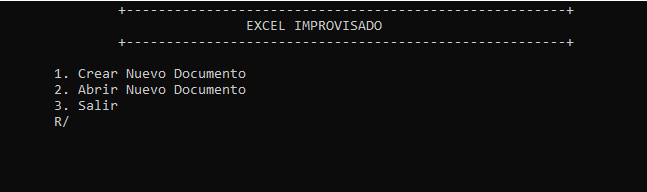 +-------------------------------------------------------+
EXCEL IMPROVISADO
+-------------------------------------------------------+
1. Crear Nuevo Documento
2. Abrir Nuevo Documento
3. Salir
R/